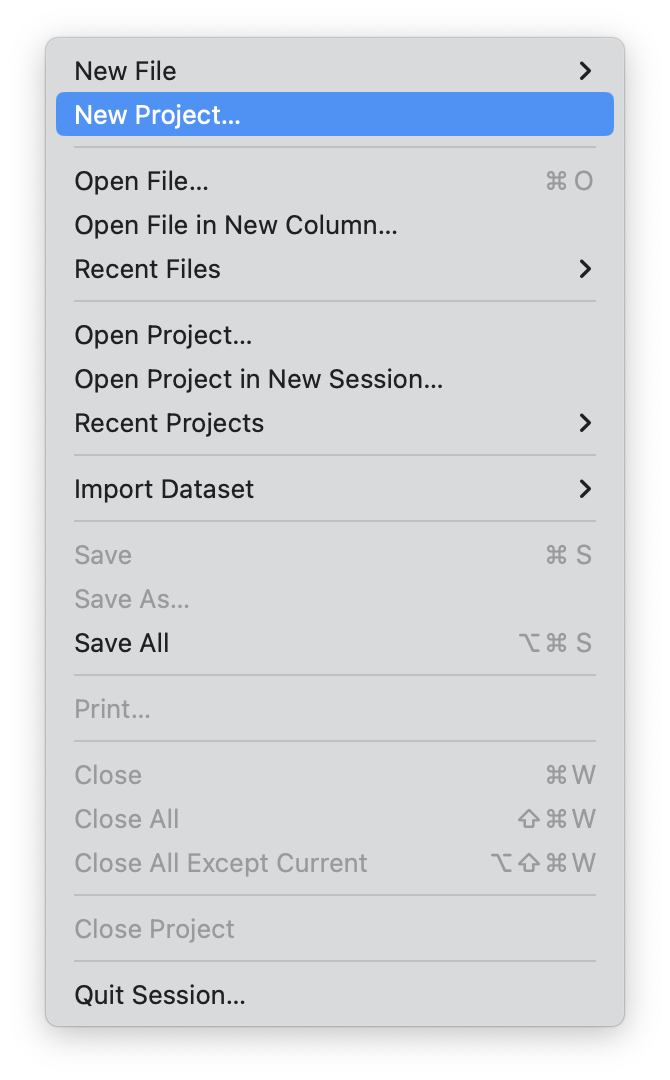 New File
New Project...
Open File... ⌘ O
Open File in New Column...
Recent Files
Open Project...
Open Project in New Session...
Recent Projects
Import Dataset
Save ⌘ S
Save As...
Save All ⌥⌘ S
Print...
Close ⌘W
Close All ⇧⌘W
Close All Except Current ⌥⇧⌘W
Close Project
Quit Session...